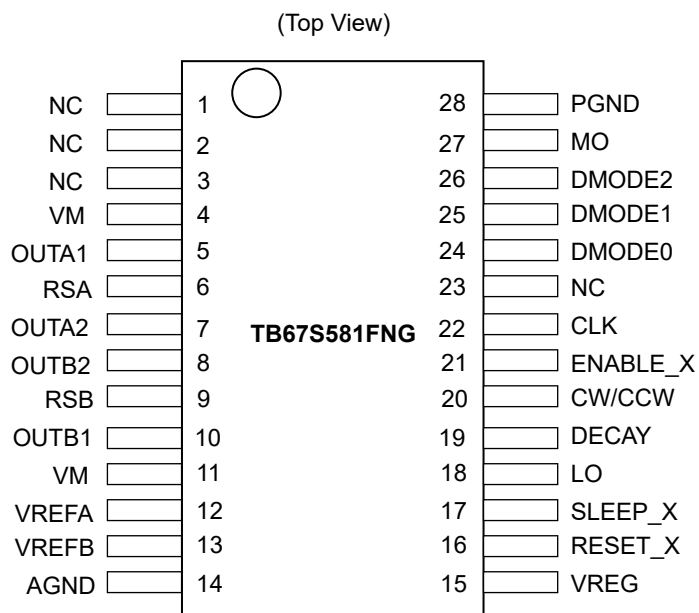 (Top View)
NC 1 28 PGND
NC 2 27 MO
NC 3 26 DMODE2
VM 4 25 DMODE1
OUTA1 5 24 DMODE0
RSA 6 23 NC
OUTA2 7 TB67S581FNG 22 CLK
OUTB2 8 21 ENABLE_X
RSB 9 20 CW/CCW
OUTB1 10 19 DECAY
VM 11 18 LO
VREFA 12 17 SLEEP_X
VREFB 13 16 RESET_X
AGND 14 15 VREG